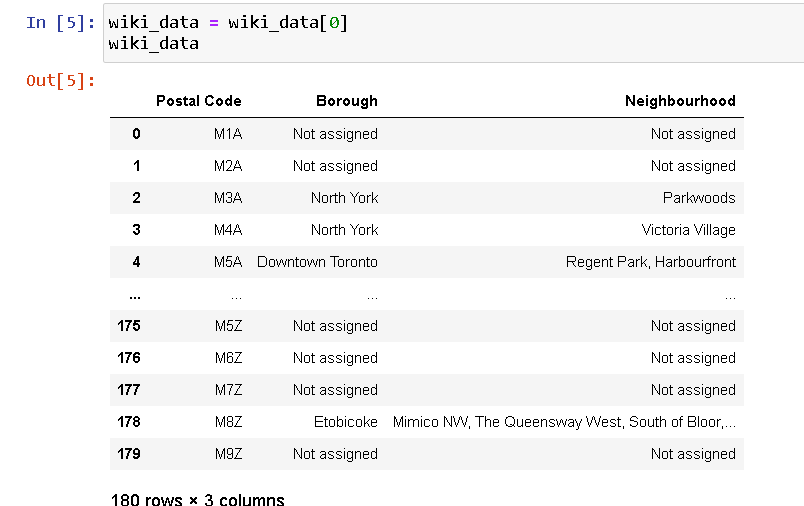 In [5]: wiki_data = wiki_data[0]
wiki_data
Out[5]:
Postal Code Borough Neighbourhood
0 M1A Not assigned Not assigned
1 M2A Not assigned Not assigned
2 M3A North York Parkwoods
3 M4A North York Victoria Village
4 M5A Downtown Toronto Regent Park, Harbourfront
... ... ... ...
175 M5Z Not assigned Not assigned
176 M6Z Not assigned Not assigned
177 M7Z Not assigned Not assigned
178 M8Z Etobicoke Mimico NW, The Queensway West, South of Bloor,...
179 M9Z Not assigned Not assigned
180 rows × 3 columns